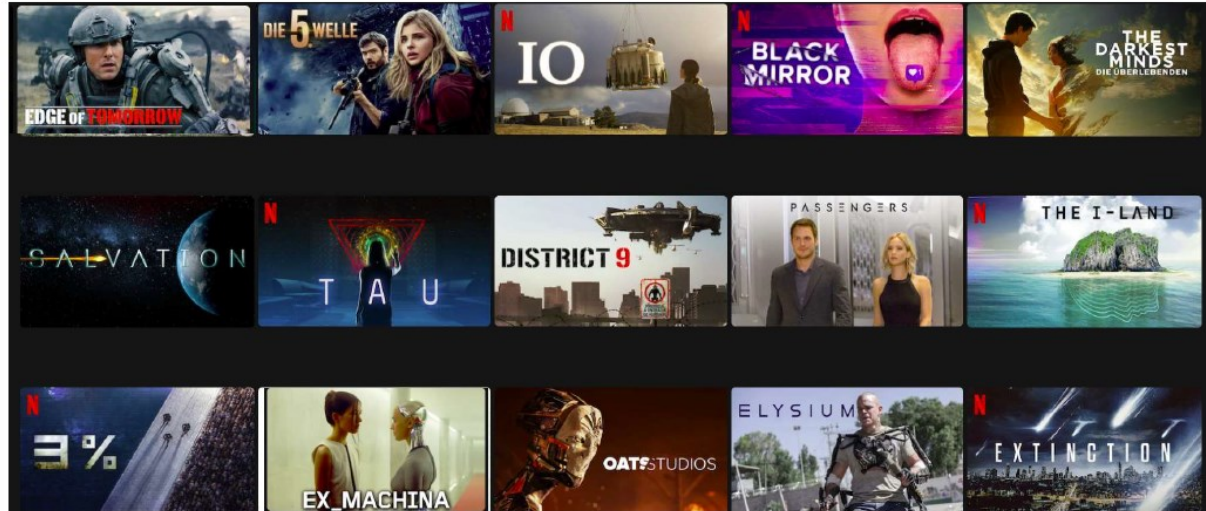 EDGE OF TOMORROW
DIE 5. WELLE
N
IO
N
BLACK
MIRROR
1
THE
DARKEST
MINDS
DIE ÜBERLEBENDEN
SALVATION
N
TAU
DISTRICT 9
PASSENGERS
N
THE I-LAND
N
3%
EX_MACHINA
OATS STUDIOS
ELYSIUM
N
EXTINCTION